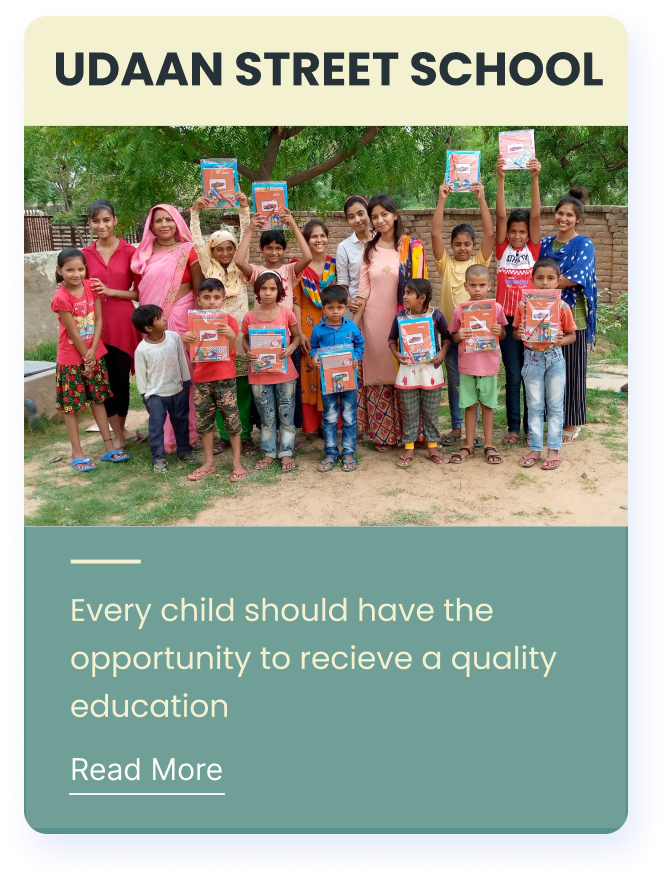 UDAAN STREET SCHOOL
Every child should have the
opportunity to recieve a quality
education
Read More